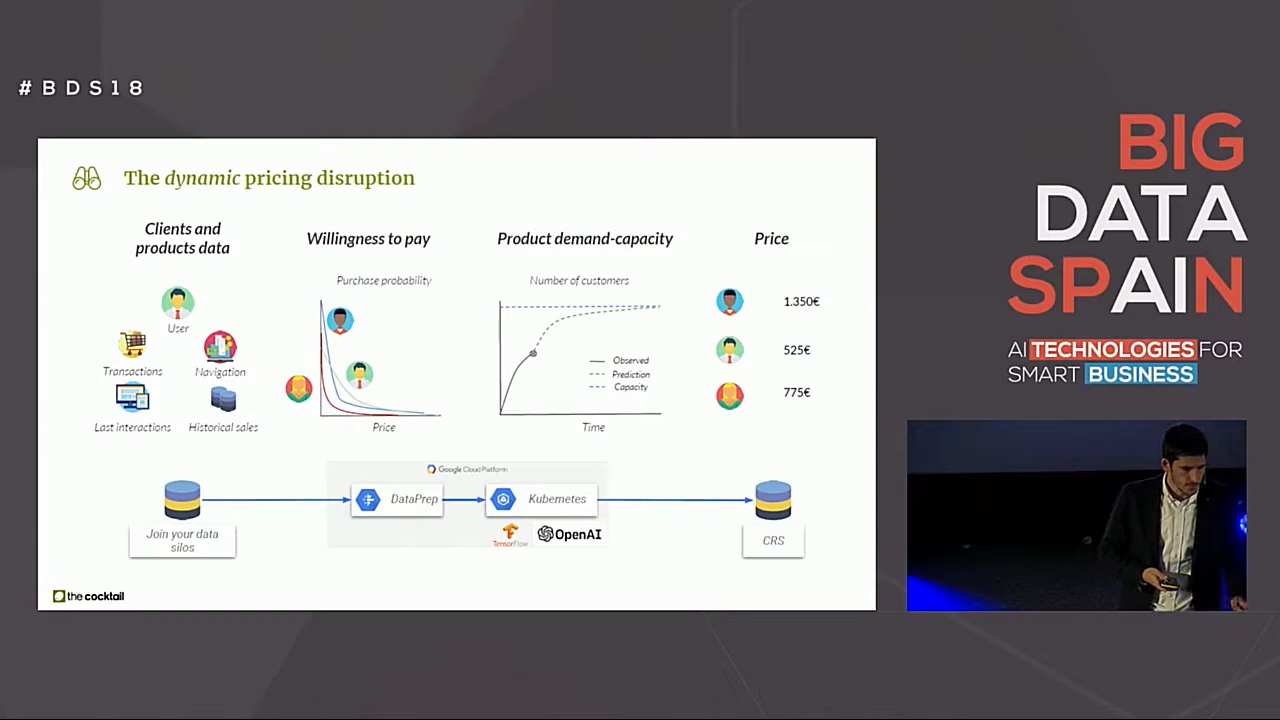 #BDS18
BIG
DATA
SPAIN
AI TECHNOLOGIES FOR
SMART BUSINESS
The dynamic pricing disruption
Clients and
products data
Willingness to pay
Product demand-capacity
Price
User
Transactions
Navigation
Last interactions
Historical sales
Purchase probability
Price
Number of customers
Observed
Prediction
Capacity
Time
1.350€
525€
775€
Google Cloud Platform
Join your data
silos
DataPrep
Kubernetes
TensorFlow
OpenAI
CRS
the cocktail